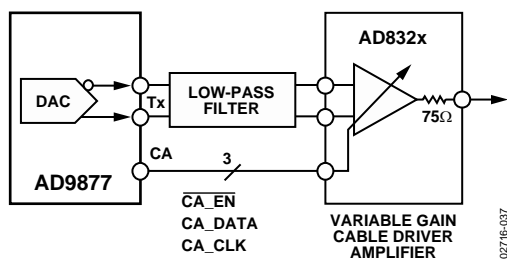 AD832x
DAC
Tx
LOW-PASS
FILTER
75Ω
CA
3
AD9877
CA_EN
CA_DATA
CA_CLK
VARIABLE GAIN
CABLE DRIVER
AMPLIFIER
02716-037